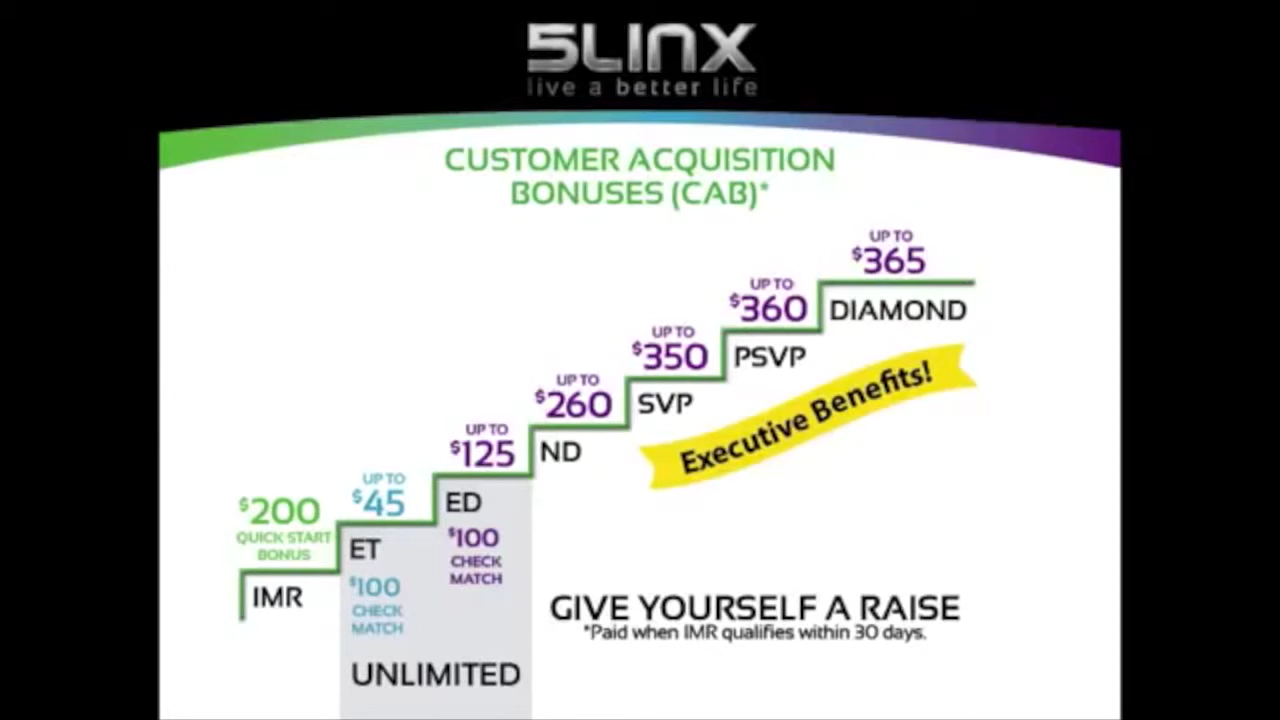 5LINX
live a better life
CUSTOMER ACQUISITION
BONUSES (CAB)*
UP TO
$365
DIAMOND
UP TO
$360
PSVP
UP TO
$350
SVP
UP TO
$260
ND
UP TO
$125
ED
$100
CHECK
MATCH
UP TO
$45
ET
$100
CHECK
MATCH
UNLIMITED
$200
QUICK START
BONUS
IMR
Executive Benefits!
GIVE YOURSELF A RAISE
*Paid when IMR qualifies within 30 days.